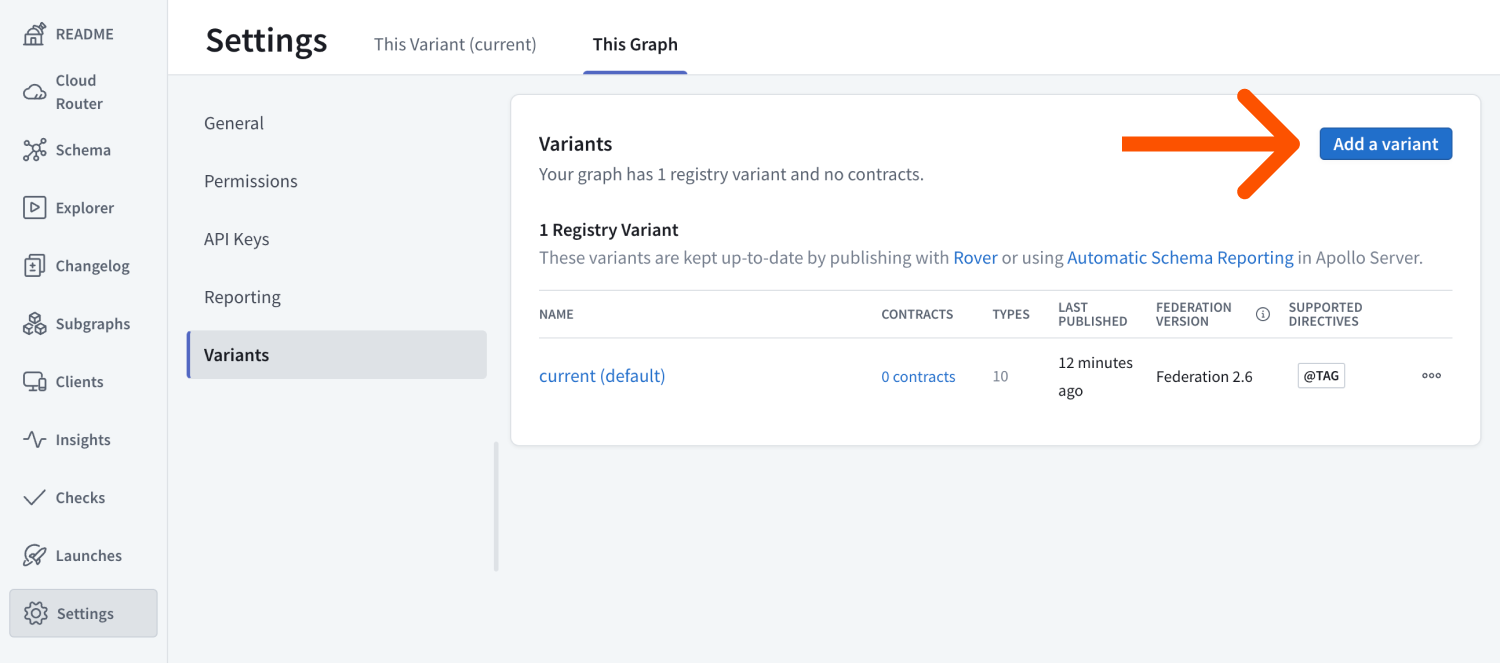 README
Cloud
Router
Schema
Explorer
Changelog
Subgraphs
Clients
Insights
Checks
Launches
Settings
Settings
This Variant (current)
This Graph
General
Permissions
API Keys
Reporting
Variants
Variants
Add a variant
Your graph has 1 registry variant and no contracts.
1 Registry Variant
These variants are kept up-to-date by publishing with Rover or using Automatic Schema Reporting in Apollo Server.
NAME
CONTRACTS
TYPES
LAST
PUBLISHED
FEDERATION
VERSION
SUPPORTED
DIRECTIVES
current (default)
0 contracts
10
12 minutes
ago
Federation 2.6
@TAG